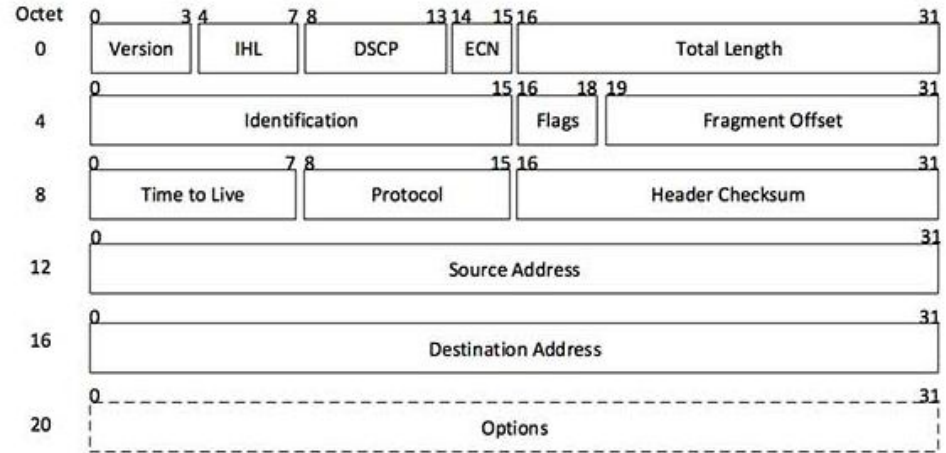 Octet 0 3 4 7 8 13 14 15 16 31
0 Version IHL DSCP ECN Total Length
0 15 16 18 19 31
4 Identification Flags Fragment Offset
0 7 8 15 16 31
8 Time to Live Protocol Header Checksum
0 31
12 Source Address
0 31
16 Destination Address
0 31
20 Options